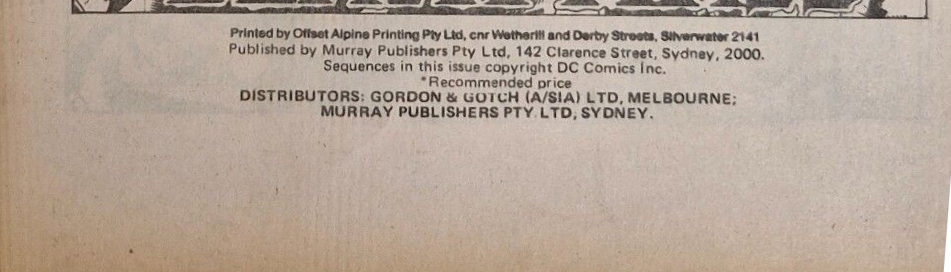 Printed by Offset Alpine Printing Pty Ltd, cnr Wetherill and Derby Streets, Silverwater 2141
Published by Murray Publishers Pty Ltd, 142 Clarence Street, Sydney, 2000.
Sequences in this issue copyright DC Comics Inc.
*Recommended price
DISTRIBUTORS: GORDON & GOTCH (A/SIA) LTD, MELBOURNE;
MURRAY PUBLISHERS PTY. LTD, SYDNEY.